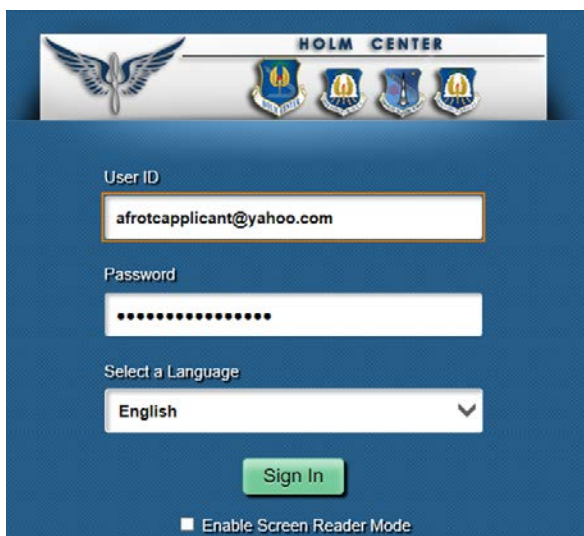 HOLM CENTER
User ID
afrotcapplicant@yahoo.com
Password
••••••••••••••••
Select a Language
English
Sign In
Enable Screen Reader Mode